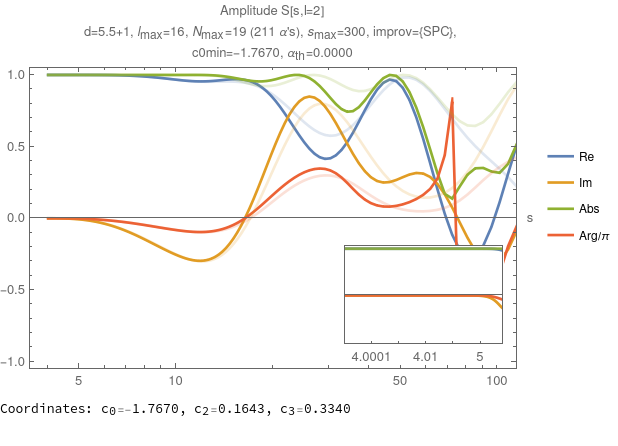 Amplitude S[s,l=2]
d=5.5+1, lmax=16, Nmax=19 (211 α's), smax=300, improv={SPC},
c0min=-1.7670, αth=0.0000
1.0
0.5
0.0
-0.5
-1.0
5
10
50
100
s
Re
Im
Abs
Arg/π
4.0001
4.01
5
Coordinates: c0=-1.7670, c2=0.1643, c3=0.3340